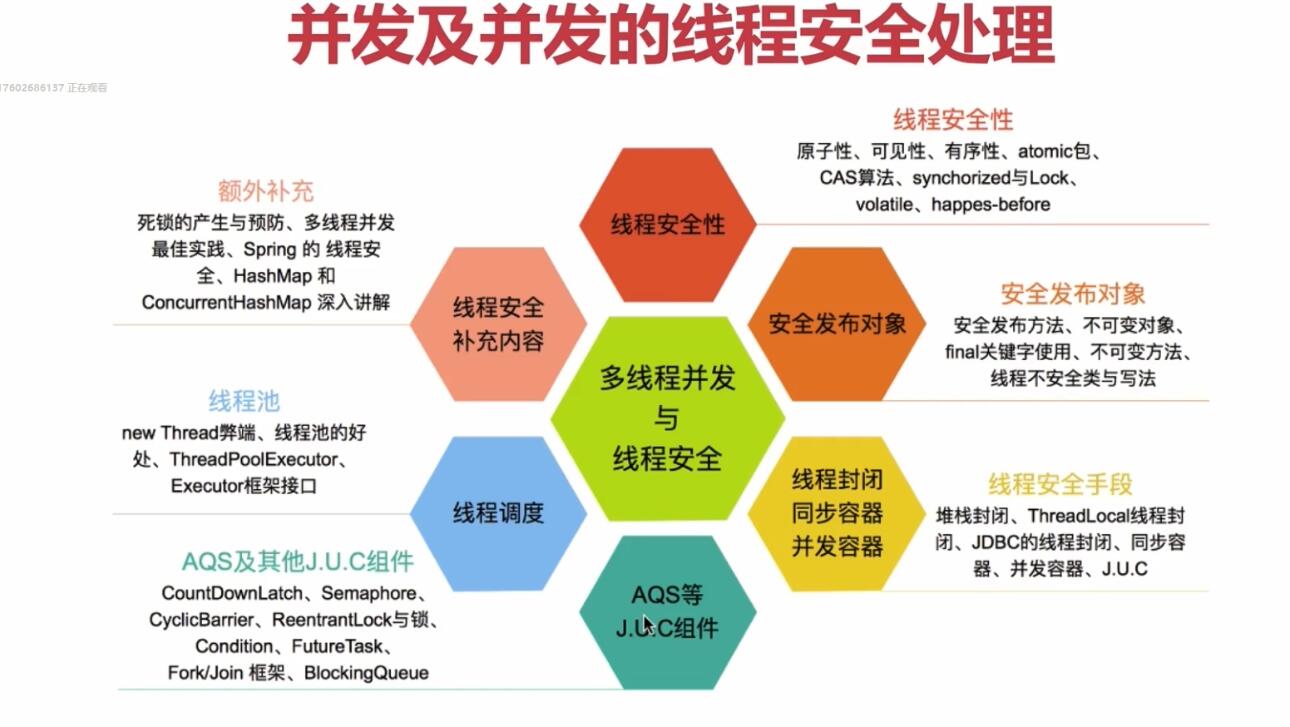 并发及并发的线程安全处理
17602686137 正在观看
线程安全性
原子性、可见性、有序性、atomic包、
CAS算法、synchorized与Lock、
volatile、happes-before
额外补充
死锁的产生与预防、多线程并发
最佳实践、Spring 的 线程安
全、HashMap 和
ConcurrentHashMap 深入讲解
线程安全性
线程安全
补充内容
安全发布对象
安全发布对象
安全发布方法、不可变对象、
final关键字使用、不可变方法、
线程不安全类与写法
多线程并发
与
线程安全
线程池
new Thread弊端、线程池的好
处、ThreadPoolExecutor、
Executor框架接口
线程调度
线程封闭
同步容器
并发容器
线程安全手段
堆栈封闭、ThreadLocal线程封
闭、JDBC的线程封闭、同步容
器、并发容器、J.U.C
AQS及其他J.U.C组件
CountDownLatch、Semaphore、
CyclicBarrier、ReentrantLock与锁、
Condition、FutureTask、
Fork/Join 框架、BlockingQueue
AQS等
J.U.C组件